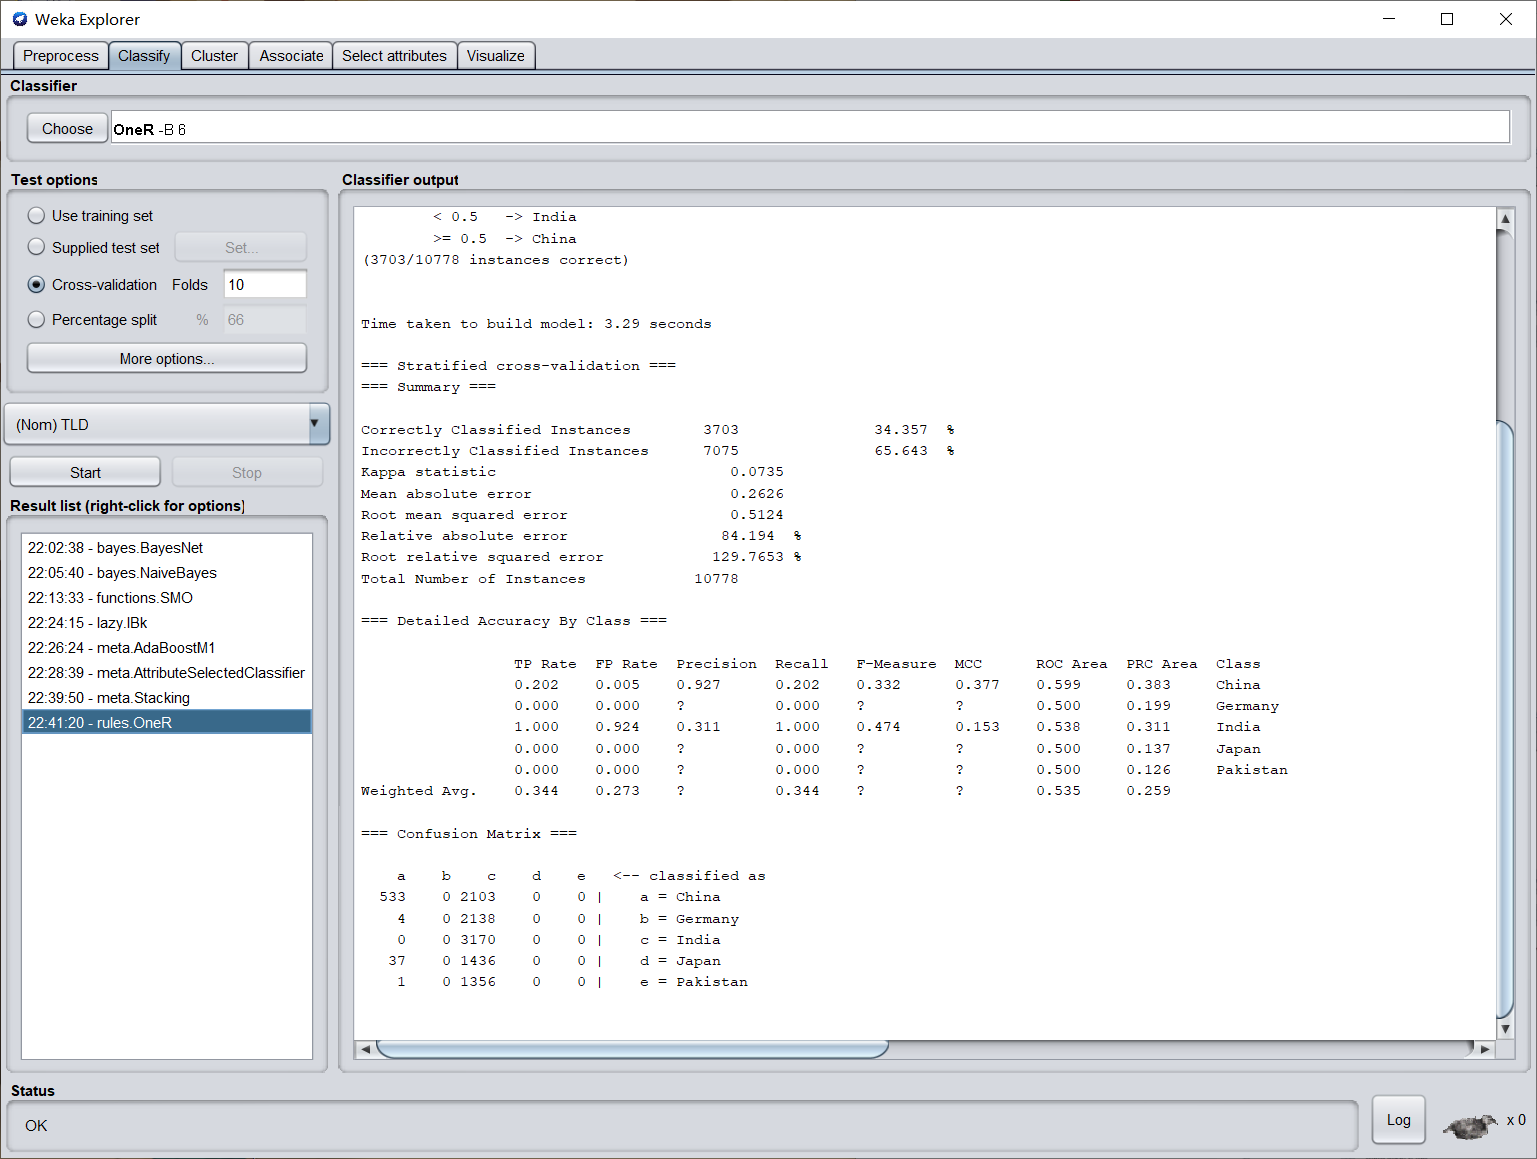 Weka Explorer
Preprocess Classify Cluster Associate Select attributes Visualize
Classifier
Choose OneR -B 6
Test options
Use training set
Supplied test set Set...
Cross-validation Folds 10
Percentage split % 66
More options...
(Nom) TLD
Start Stop
Result list (right-click for options)
22:02:38 - bayes.BayesNet
22:05:40 - bayes.NaiveBayes
22:13:33 - functions.SMO
22:24:15 - lazy.IBk
22:26:24 - meta.AdaBoostM1
22:28:39 - meta.AttributeSelectedClassifier
22:39:50 - meta.Stacking
22:41:20 - rules.OneR
Classifier output
< 0.5 -> India
>= 0.5 -> China
(3703/10778 instances correct)
Time taken to build model: 3.29 seconds
=== Stratified cross-validation ===
=== Summary ===
Correctly Classified Instances 3703 34.357 %
Incorrectly Classified Instances 7075 65.643 %
Kappa statistic 0.0735
Mean absolute error 0.2626
Root mean squared error 0.5124
Relative absolute error 84.194 %
Root relative squared error 129.7653 %
Total Number of Instances 10778
=== Detailed Accuracy By Class ===
TP Rate FP Rate Precision Recall F-Measure MCC ROC Area PRC Area Class
0.202 0.005 0.927 0.202 0.332 0.377 0.599 0.383 China
0.000 0.000 ? 0.000 ? ? 0.500 0.199 Germany
1.000 0.924 0.311 1.000 0.474 0.153 0.538 0.311 India
0.000 0.000 ? 0.000 ? ? 0.500 0.137 Japan
0.000 0.000 ? 0.000 ? ? 0.500 0.126 Pakistan
Weighted Avg. 0.344 0.273 ? 0.344 ? ? 0.535 0.259
=== Confusion Matrix ===
a b c d e <-- classified as
533 0 2103 0 0 | a = China
4 0 2138 0 0 | b = Germany
0 0 3170 0 0 | c = India
37 0 1436 0 0 | d = Japan
1 0 1356 0 0 | e = Pakistan
Status
OK
Log
x 0